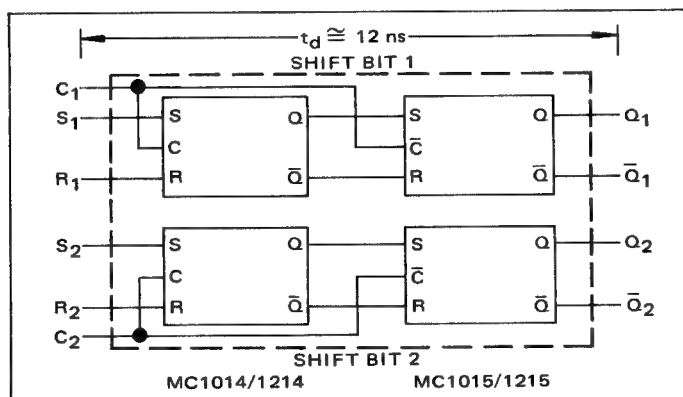 t_d ≅ 12 ns
SHIFT BIT 1
C1
S1 S Q S Q Q1
C C̅
R1 R Q̅ R Q̅ Q̅1
S2 S Q S Q Q2
C C̅
R2 R Q̅ R Q̅ Q̅2
C2
SHIFT BIT 2
MC1014/1214 MC1015/1215